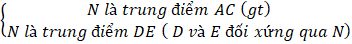 N là trung điểm AC (gt)
N là trung điểm DE ( D và E đối xứng qua N)